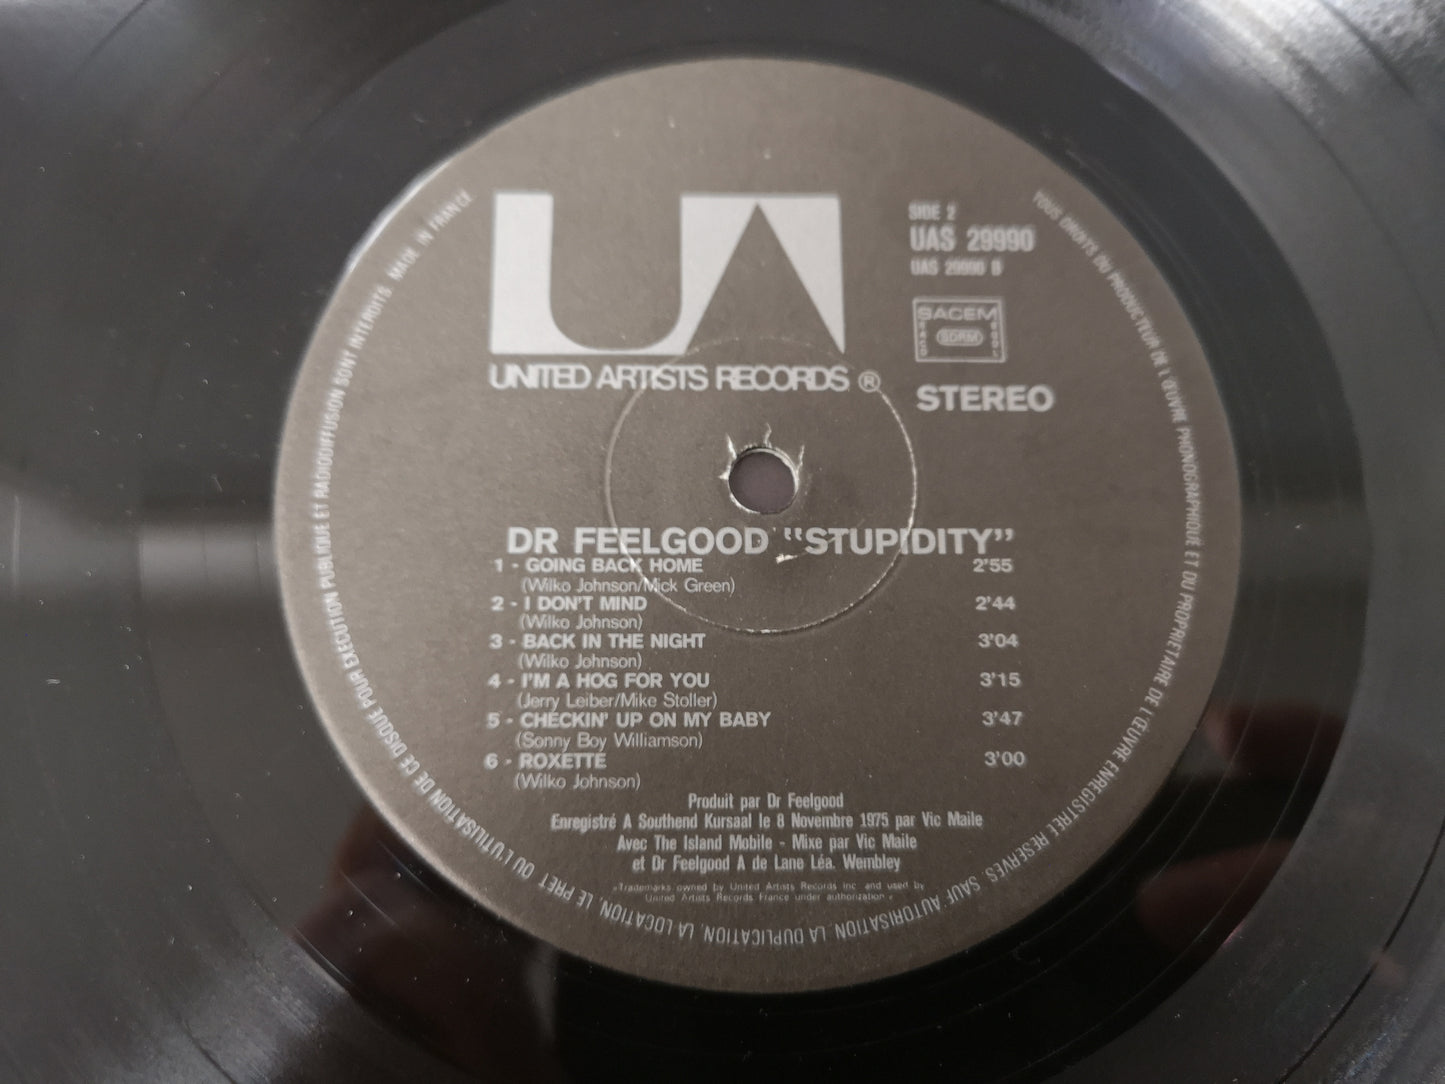 SIDE 2
UAS 29990
UAS 29990 B
SACEM
SACD
SDRM
SGDL
STEREO
UA
UNITED ARTISTS RECORDS ®
DR FEELGOOD "STUPIDITY"
1 - GOING BACK HOME 2'55
(Wilko Johnson/Mick Green)
2 - I DON'T MIND 2'44
(Wilko Johnson)
3 - BACK IN THE NIGHT 3'04
(Wilko Johnson)
4 - I'M A HOG FOR YOU 3'15
(Jerry Leiber/Mike Stoller)
5 - CHECKIN' UP ON MY BABY 3'47
(Sonny Boy Williamson)
6 - ROXETTE 3'00
(Wilko Johnson)
Produit par Dr Feelgood
Enregistré A Southend Kursaal le 8 Novembre 1975 par Vic Maile
Avec The Island Mobile - Mixe par Vic Maile
et Dr Feelgood A de Lane Léa. Wembley
«Trademarks owned by United Artists Records Inc. and used by
United Artists Records France under authorization»
TOUS DROITS DU PRODUCTEUR DE L'ŒUVRE PHONOGRAPHIQUE ET DU PROPRIETAIRE DE L'ŒUVRE ENREGISTREE RESERVES. SAUF AUTORISATION, LA DUPLICATION, LA LOCATION, LE PRET OU L'UTILISATION DE CE DISQUE POUR EXECUTION PUBLIQUE ET RADIODIFFUSION SONT INTERDITS. MADE IN FRANCE